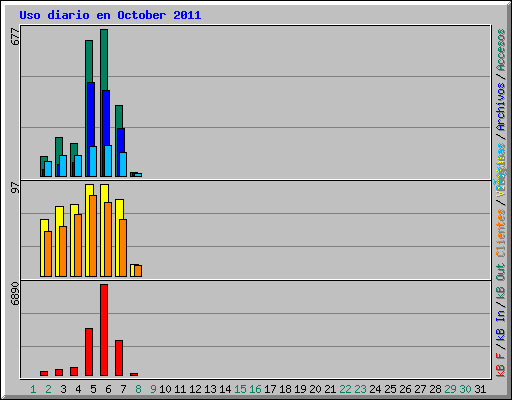 Uso diario en October 2011
677
97
6890
1 2 3 4 5 6 7 8 9 10 11 12 13 14 15 16 17 18 19 20 21 22 23 24 25 26 27 28 29 30 31
Accesos
/ Archivos /
Clientes /
kB F / kB In / kB Out